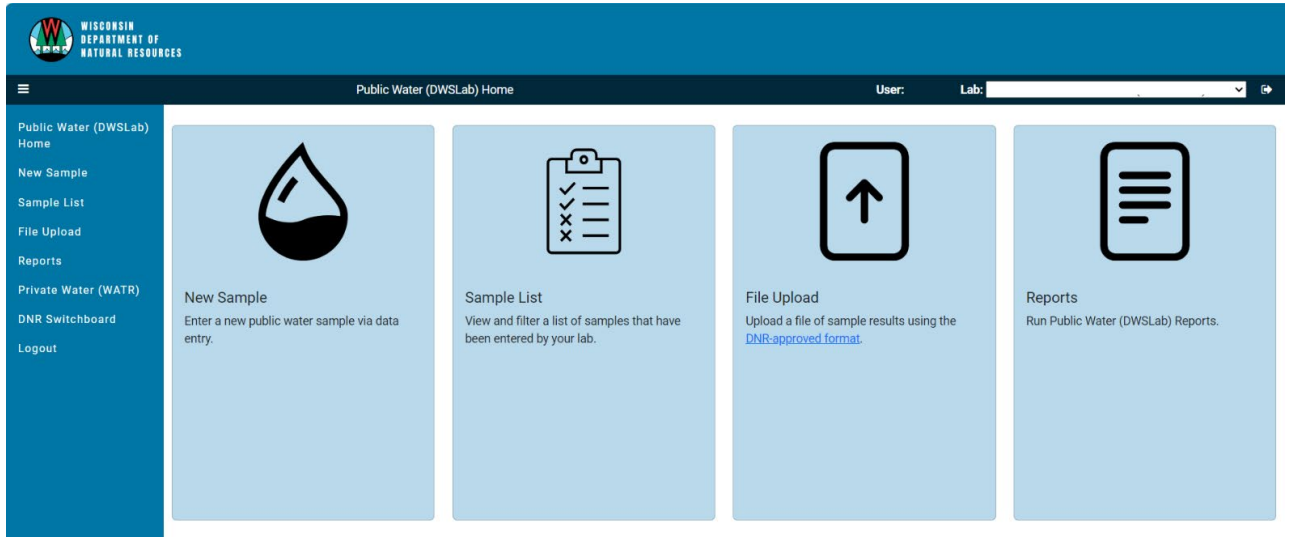 WISCONSIN
DEPARTMENT OF
NATURAL RESOURCES
Public Water (DWSLab) Home
User:
Lab:
Public Water (DWSLab)
Home
New Sample
Sample List
File Upload
Reports
Private Water (WATR)
DNR Switchboard
Logout
New Sample
Enter a new public water sample via data
entry.
Sample List
View and filter a list of samples that have
been entered by your lab.
File Upload
Upload a file of sample results using the
DNR-approved format.
Reports
Run Public Water (DWSLab) Reports.